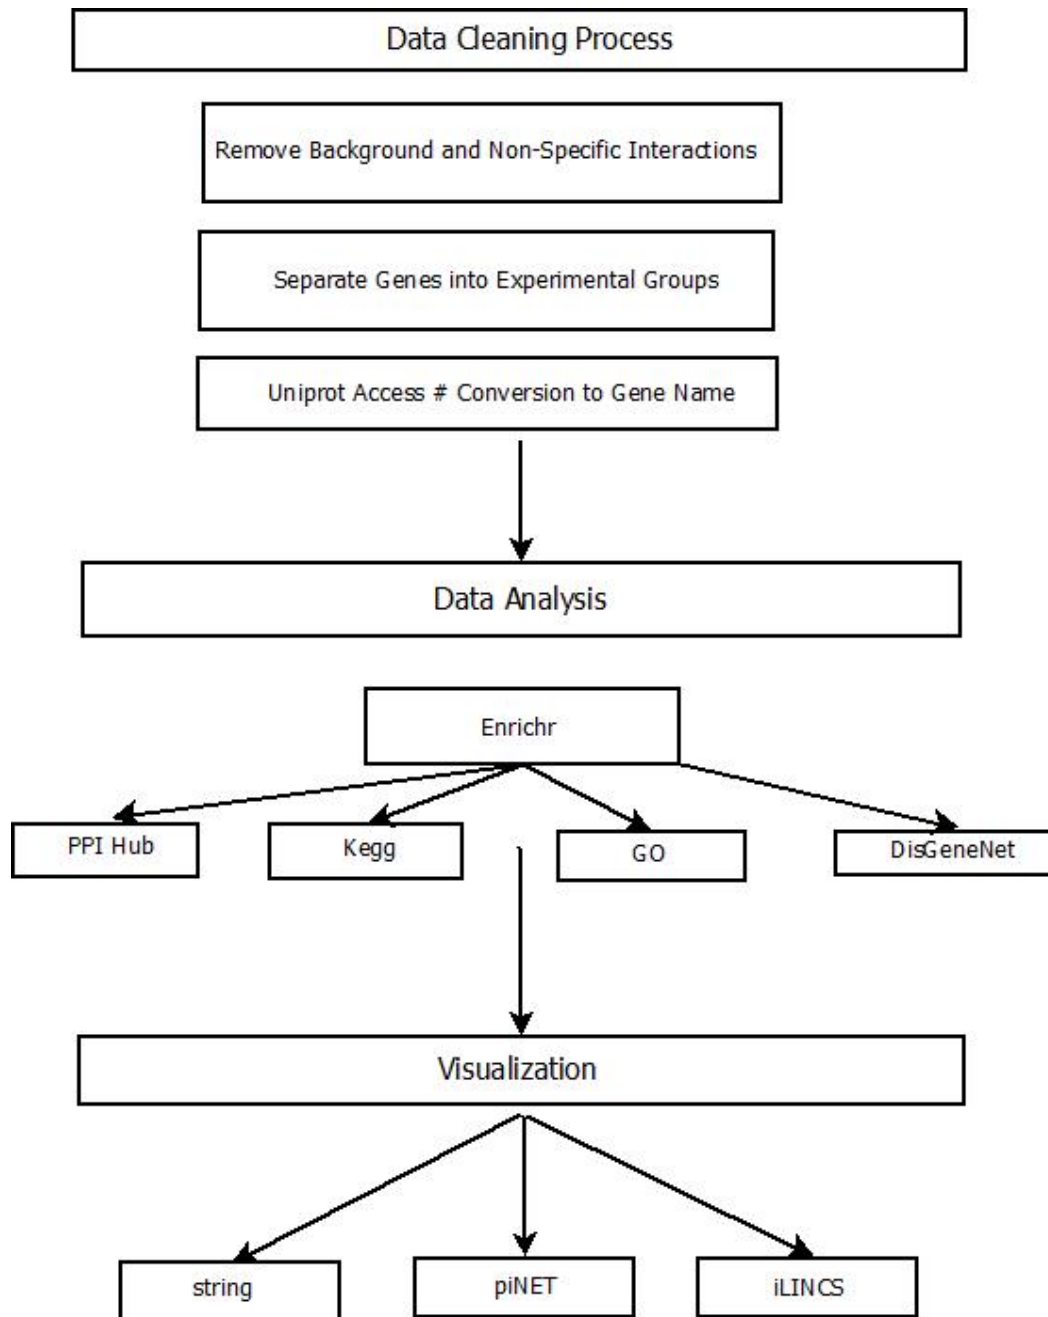 Data Cleaning Process
Remove Background and Non-Specific Interactions
Separate Genes into Experimental Groups
Uniprot Access # Conversion to Gene Name
Data Analysis
Enrichr
PPI Hub
Kegg
GO
DisGeneNet
Visualization
string
piNET
iLINCS